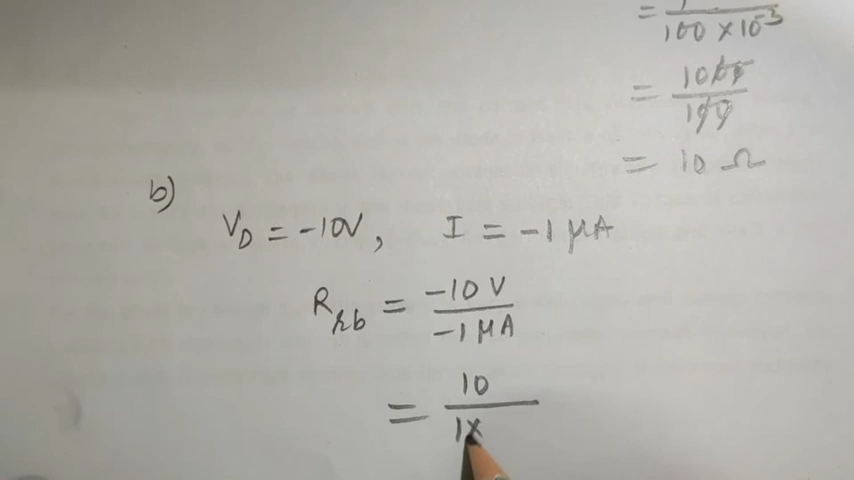 =
100 × 10⁻³
= 1000
100
= 10 Ω
b)
V_D = -10V, I = -1 μA
R_rb = -10 V
-1 μA
= 10
1×